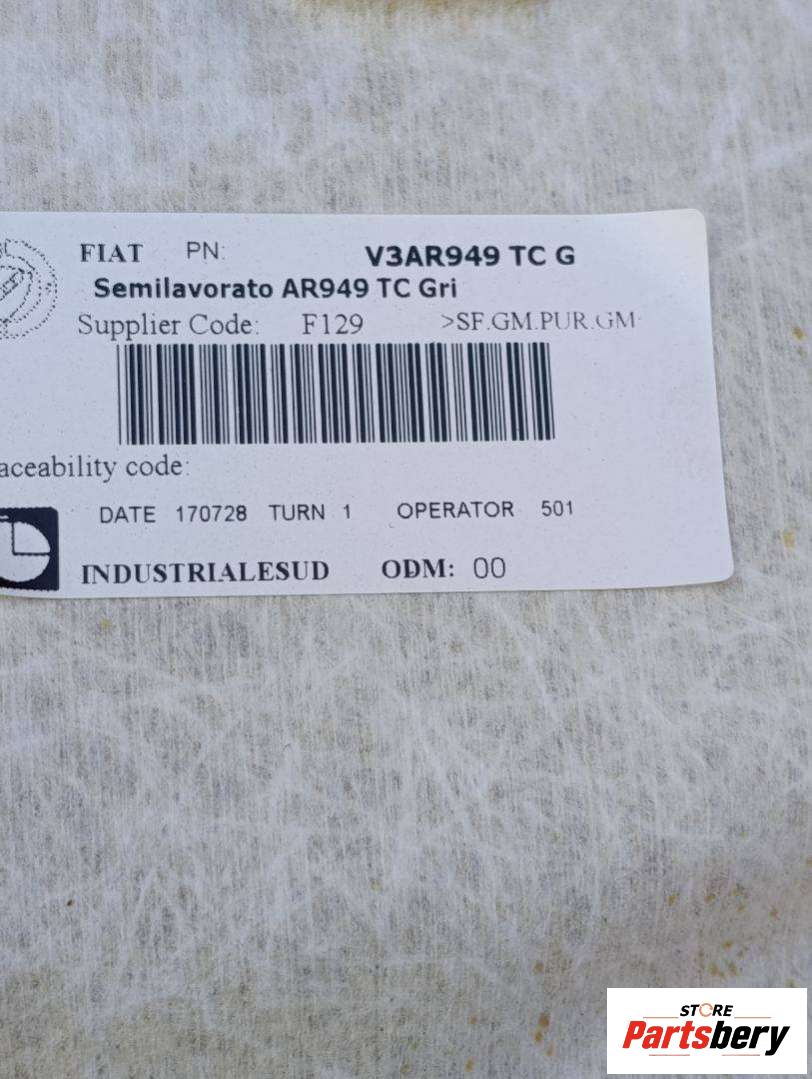 FIAT PN: V3AR949 TC G
Semilavorato AR949 TC Gri
Supplier Code: F129 >SF.GM.PUR.GM
aceability code:
DATE 170728 TURN 1 OPERATOR 501
INDUSTRIALESUD ODM: 00
STORE
Partsbery